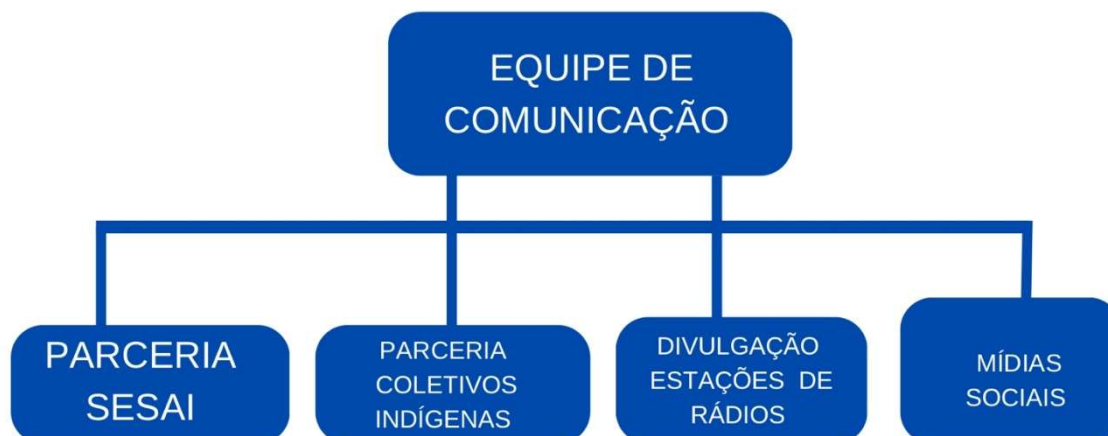 EQUIPE DE
COMUNICAÇÃO
PARCERIA
SESAI
PARCERIA
COLETIVOS
INDÍGENAS
DIVULGAÇÃO
ESTAÇÕES DE
RÁDIOS
MÍDIAS
SOCIAIS